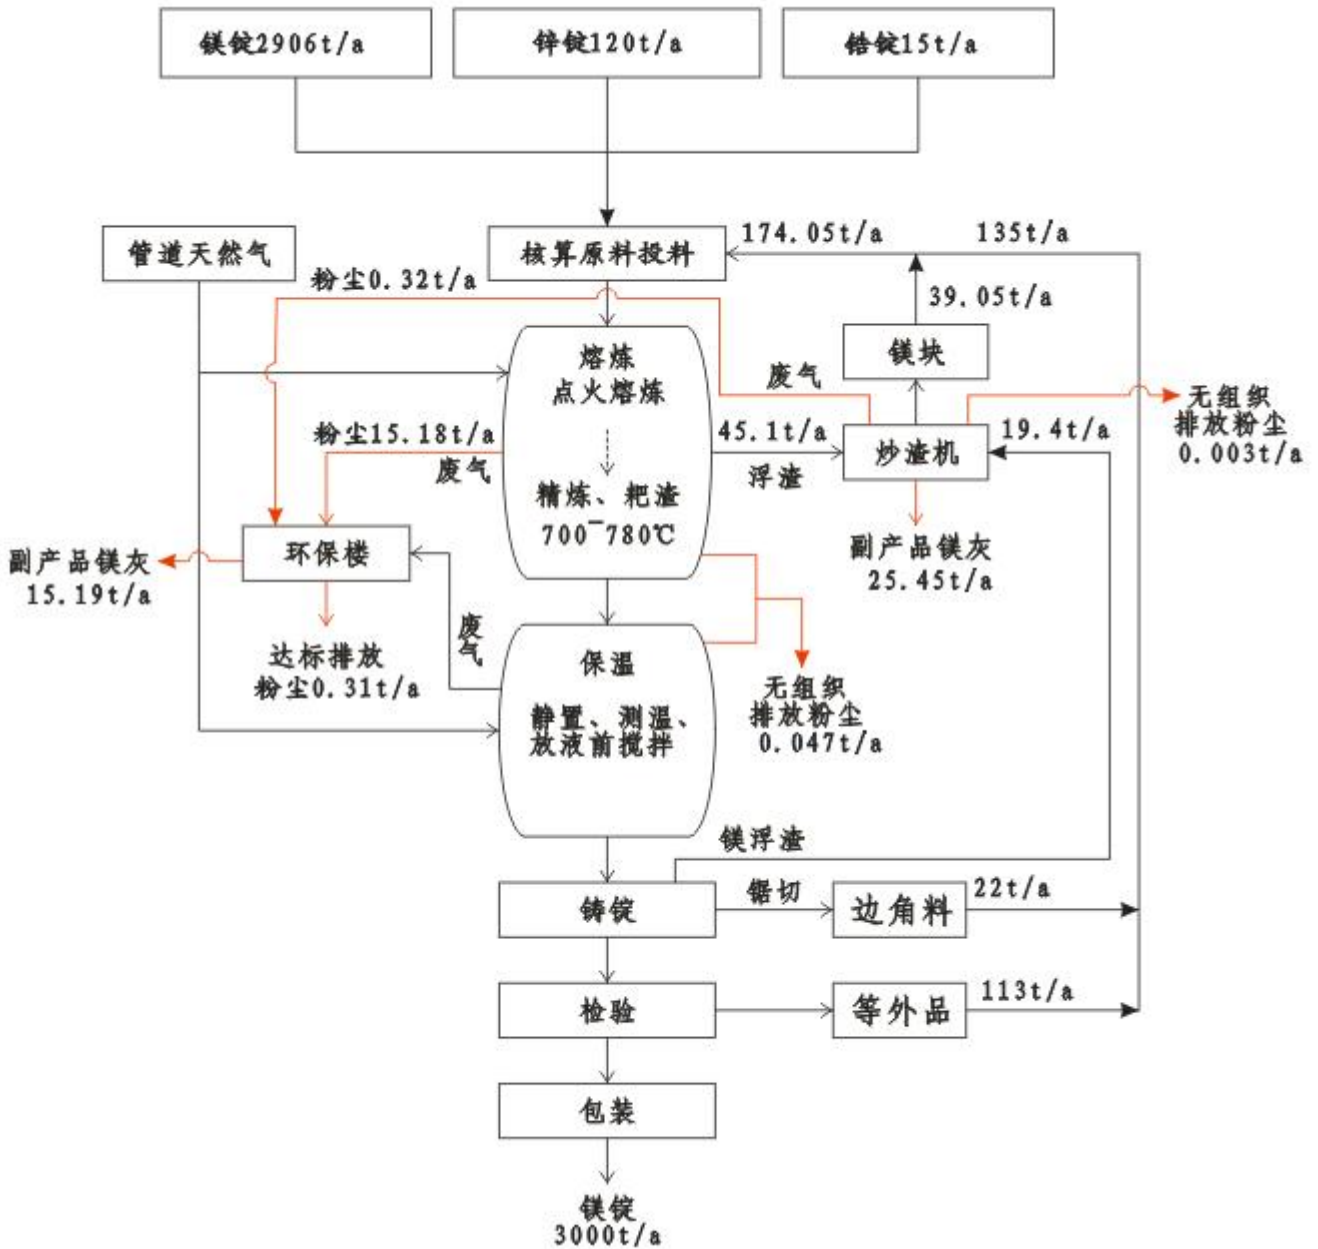 镁锭2906t/a
锌锭120t/a
锆锭15t/a
管道天然气
核算原料投料
174.05t/a
135t/a
粉尘0.32t/a
39.05t/a
镁块
熔炼
点火熔炼
废气
无组织
排放粉尘
0.003t/a
粉尘15.18t/a
废气
45.1t/a
浮渣
炒渣机
19.4t/a
精炼、耙渣
700-780℃
环保楼
副产品镁灰
15.19t/a
副产品镁灰
25.45t/a
达标排放
粉尘0.31t/a
废气
保温
静置、测温、
放液前搅拌
无组织
排放粉尘
0.047t/a
镁浮渣
铸锭
锯切
边角料
22t/a
检验
等外品
113t/a
包装
镁锭
3000t/a